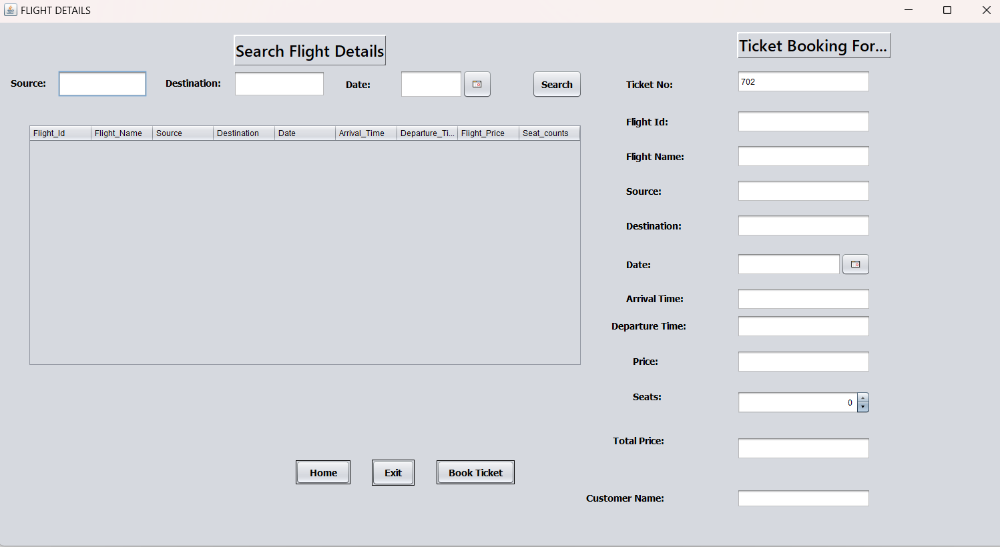 FLIGHT DETAILS
Search Flight Details
Source:
Destination:
Date:
Search
Flight_Id Flight_Name Source Destination Date Arrival_Time Departure_Ti... Flight_Price Seat_counts
Home
Exit
Book Ticket
Ticket Booking For...
Ticket No: 702
Flight Id:
Flight Name:
Source:
Destination:
Date:
Arrival Time:
Departure Time:
Price:
Seats: 0
Total Price:
Customer Name: